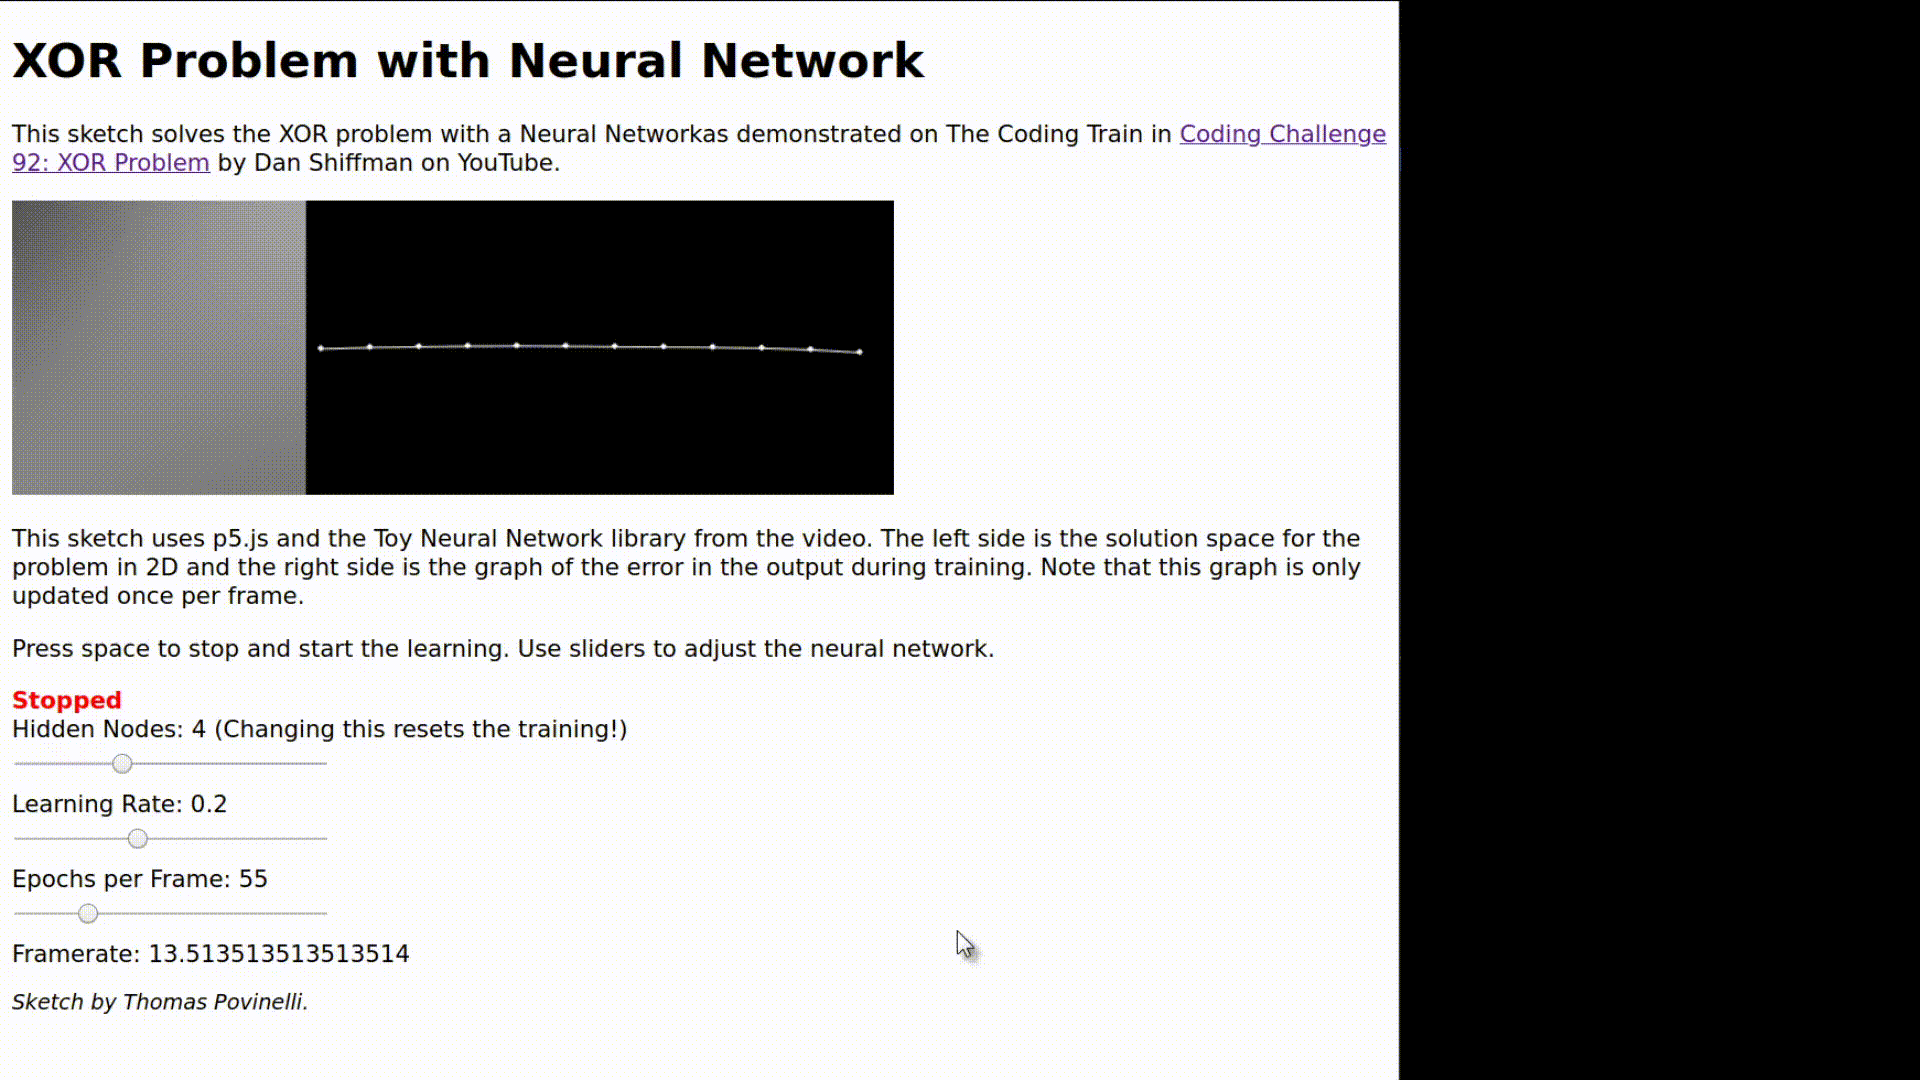 XOR Problem with Neural Network
This sketch solves the XOR problem with a Neural Networkas demonstrated on The Coding Train in Coding Challenge
92: XOR Problem by Dan Shiffman on YouTube.
This sketch uses p5.js and the Toy Neural Network library from the video. The left side is the solution space for the
problem in 2D and the right side is the graph of the error in the output during training. Note that this graph is only
updated once per frame.
Press space to stop and start the learning. Use sliders to adjust the neural network.
Stopped
Hidden Nodes: 4 (Changing this resets the training!)
Learning Rate: 0.2
Epochs per Frame: 55
Framerate: 13.513513513513514
Sketch by Thomas Povinelli.